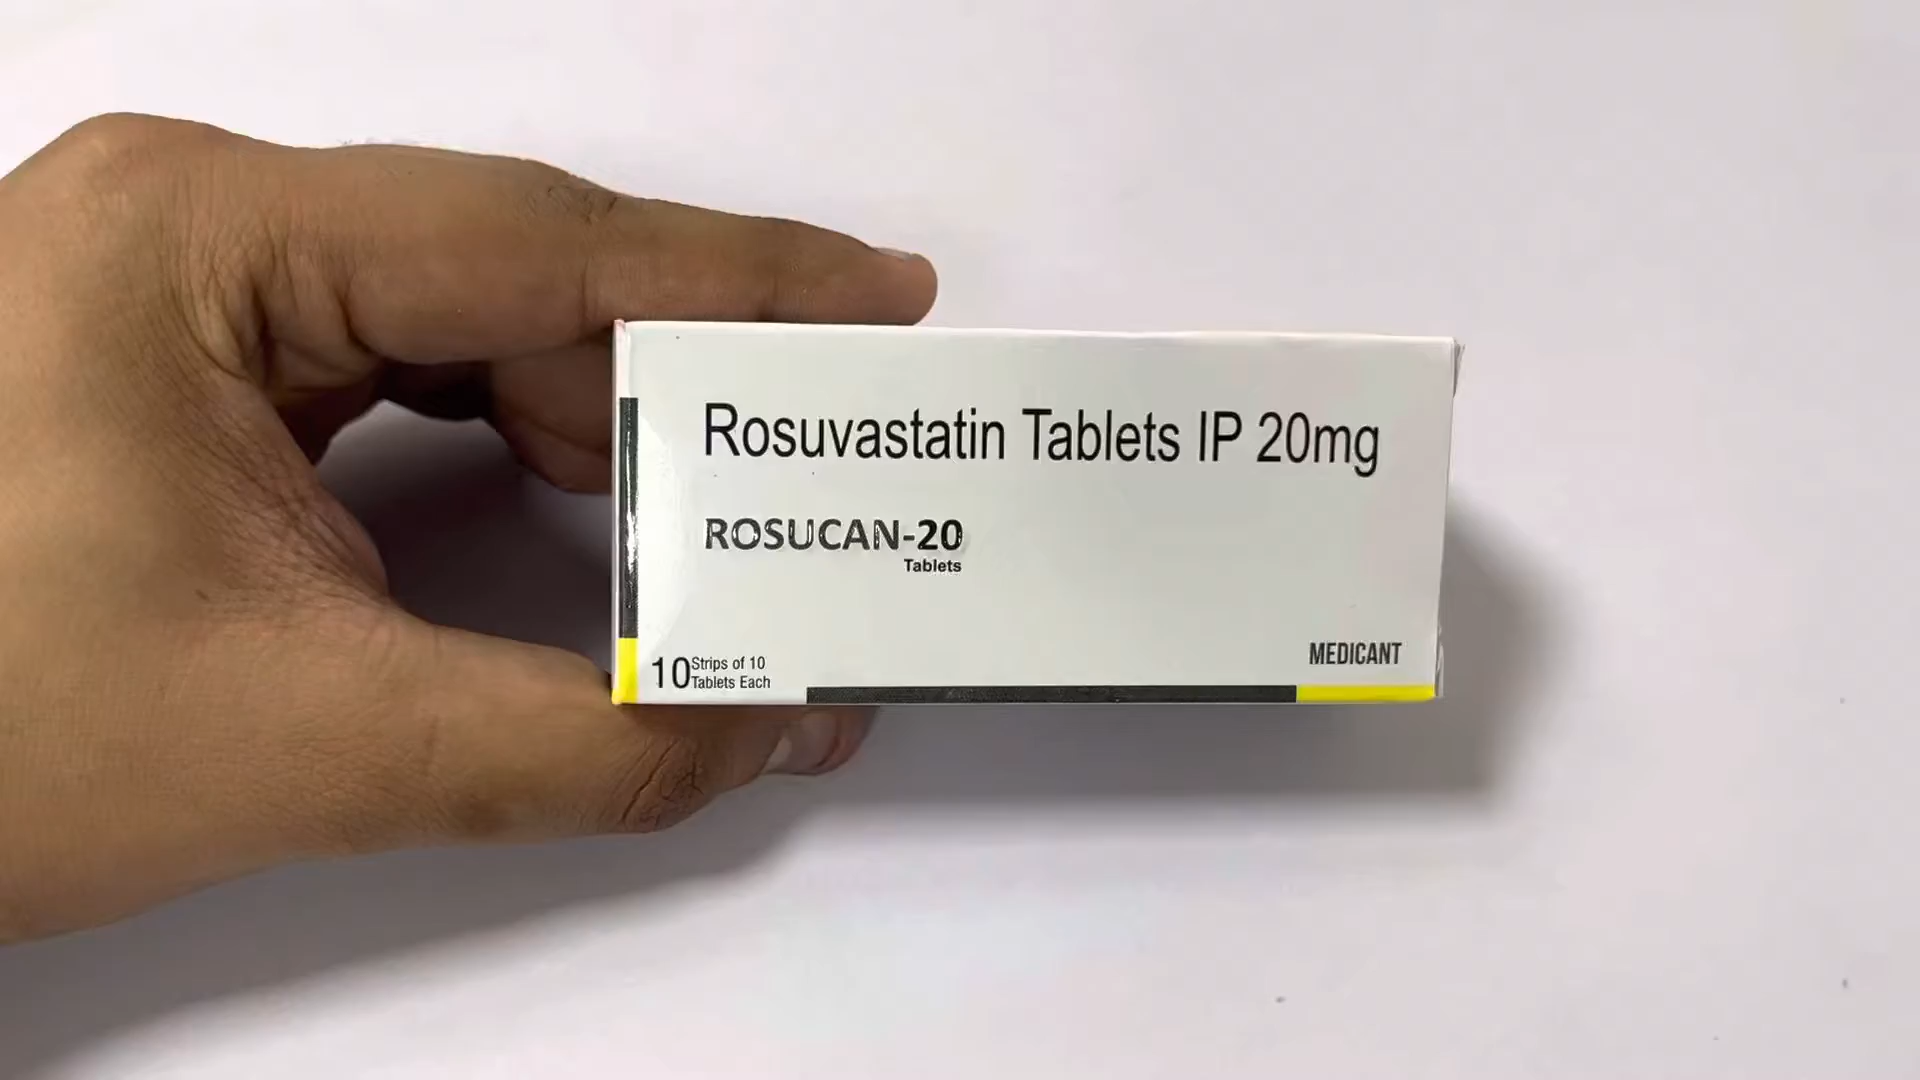 Rosuvastatin Tablets IP 20mg
ROSUCAN-20
Tablets
10 Strips of 10
Tablets Each
MEDICANT